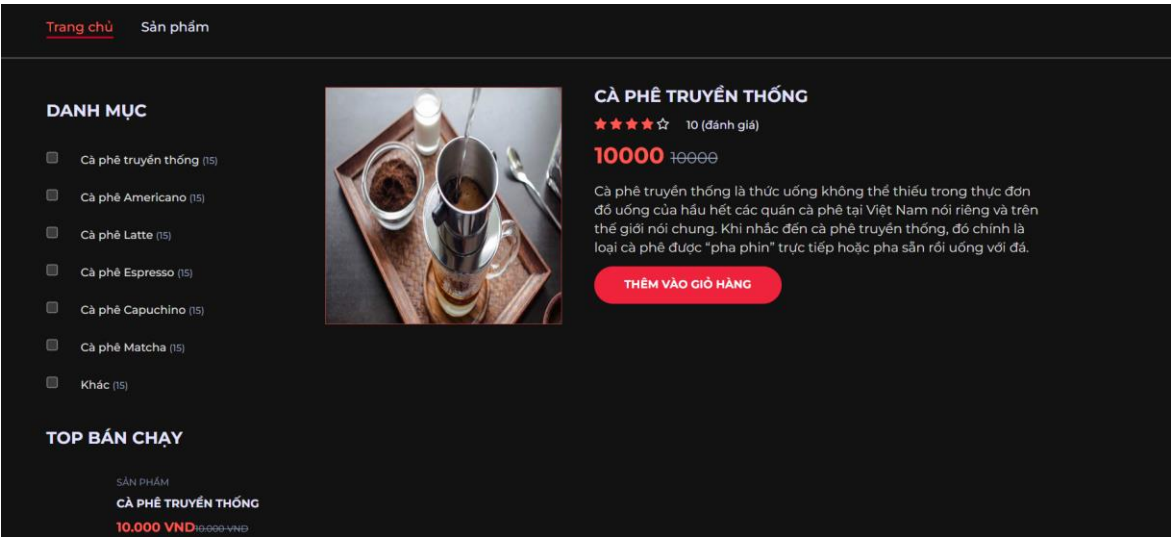 Trang chủ Sản phẩm
DANH MỤC
Cà phê truyền thống (15)
Cà phê Americano (15)
Cà phê Latte (15)
Cà phê Espresso (15)
Cà phê Capuchino (15)
Cà phê Matcha (15)
Khác (15)
TOP BÁN CHẠY
SẢN PHẨM
CÀ PHÊ TRUYỀN THỐNG
10.000 VND 10.000 VND
CÀ PHÊ TRUYỀN THỐNG
10 (đánh giá)
10000 10000
Cà phê truyền thống là thức uống không thể thiếu trong thực đơn
đồ uống của hầu hết các quán cà phê tại Việt Nam nói riêng và trên
thế giới nói chung. Khi nhắc đến cà phê truyền thống, đó chính là
loại cà phê được “pha phin” trực tiếp hoặc pha sẵn rồi uống với đá.
THÊM VÀO GIỎ HÀNG